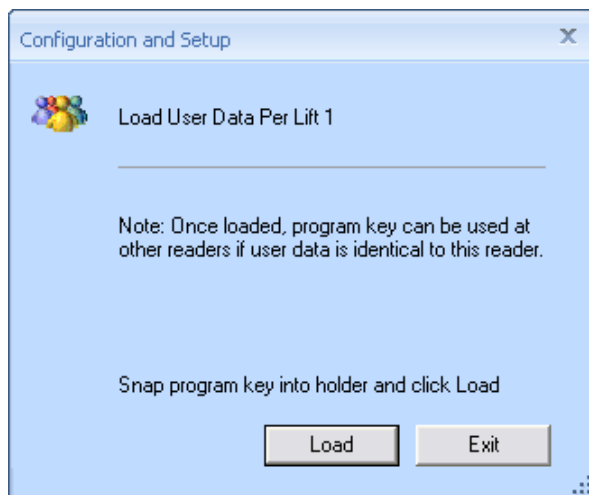 Configuration and Setup
Load User Data Per Lift 1
Note: Once loaded, program key can be used at
other readers if user data is identical to this reader.
Snap program key into holder and click Load
Load
Exit